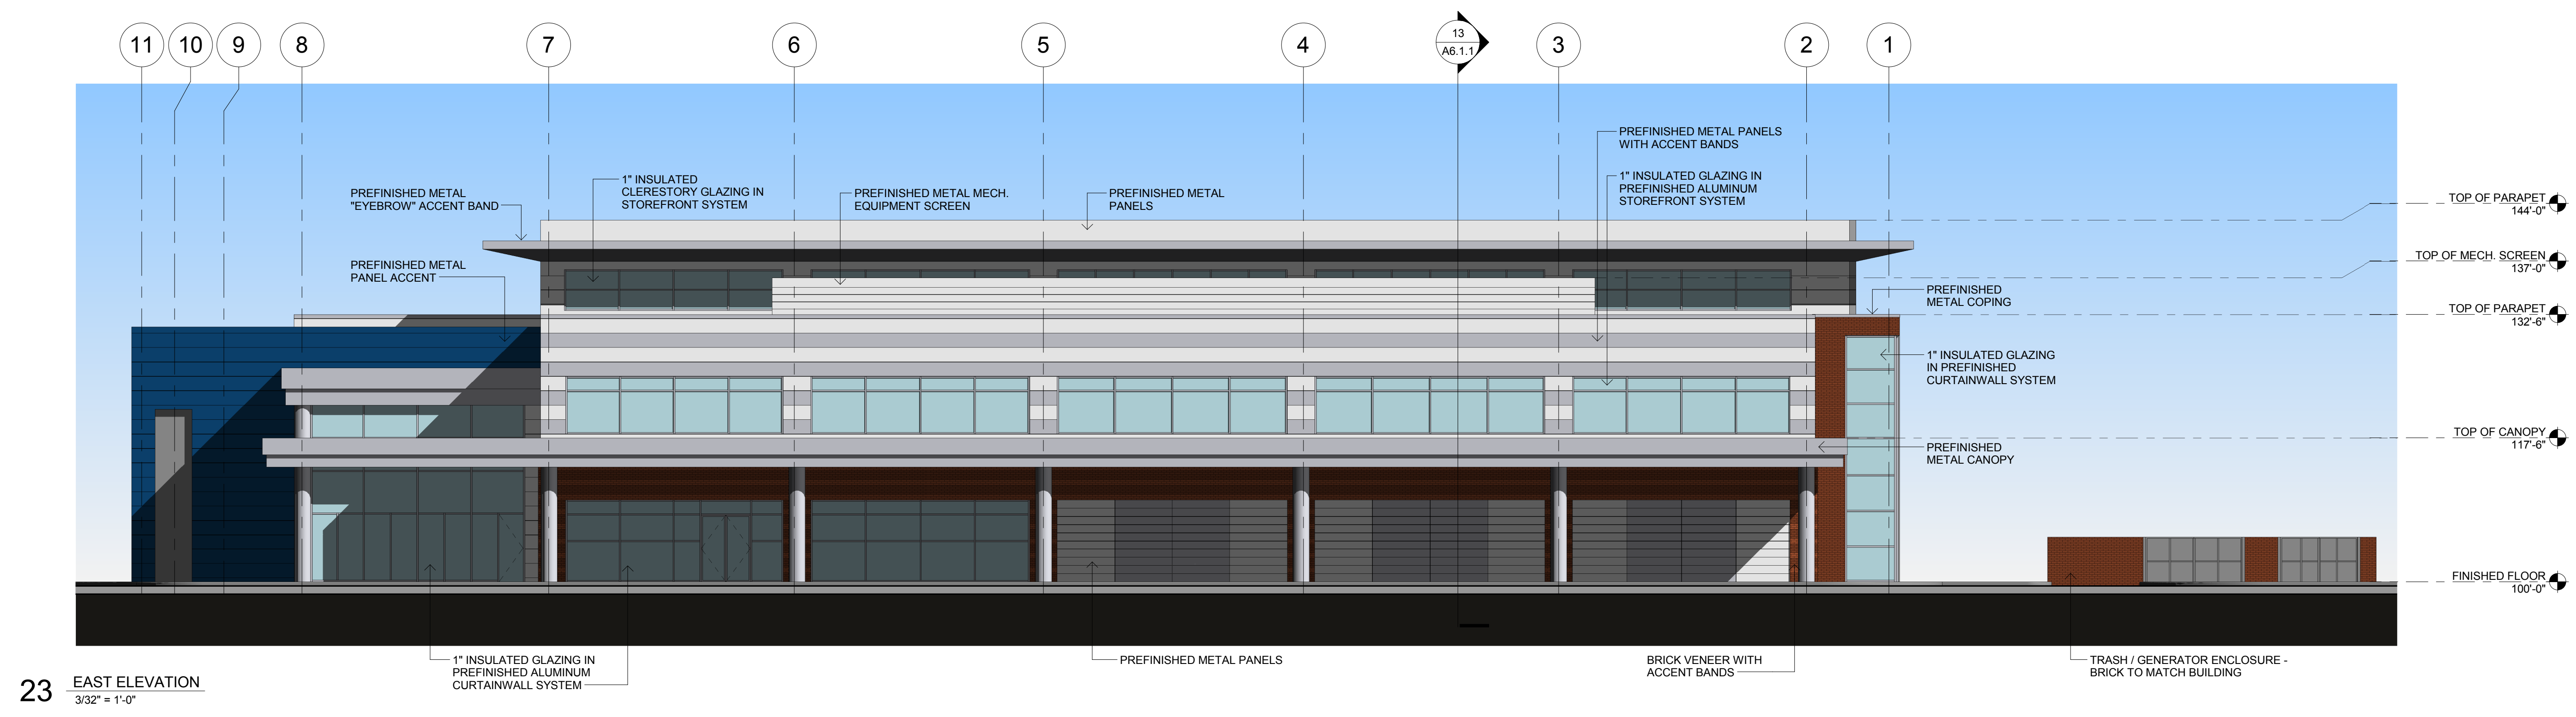 11
10
9
8
7
6
5
4
13
A6.1.1
3
2
1
PREFINISHED METAL PANELS
WITH ACCENT BANDS
1" INSULATED
CLERESTORY GLAZING IN
STOREFRONT SYSTEM
PREFINISHED METAL
"EYEBROW" ACCENT BAND
PREFINISHED METAL MECH.
EQUIPMENT SCREEN
PREFINISHED METAL
PANELS
1" INSULATED GLAZING IN
PREFINISHED ALUMINUM
STOREFRONT SYSTEM
TOP OF PARAPET
144'-0"
PREFINISHED METAL
PANEL ACCENT
TOP OF MECH. SCREEN
137'-0"
PREFINISHED
METAL COPING
TOP OF PARAPET
132'-6"
1" INSULATED GLAZING
IN PREFINISHED
CURTAINWALL SYSTEM
PREFINISHED
METAL CANOPY
TOP OF CANOPY
117'-6"
FINISHED FLOOR
100'-0"
1" INSULATED GLAZING IN
PREFINISHED ALUMINUM
CURTAINWALL SYSTEM
PREFINISHED METAL PANELS
BRICK VENEER WITH
ACCENT BANDS
TRASH / GENERATOR ENCLOSURE -
BRICK TO MATCH BUILDING
23
EAST ELEVATION
3/32" = 1'-0"